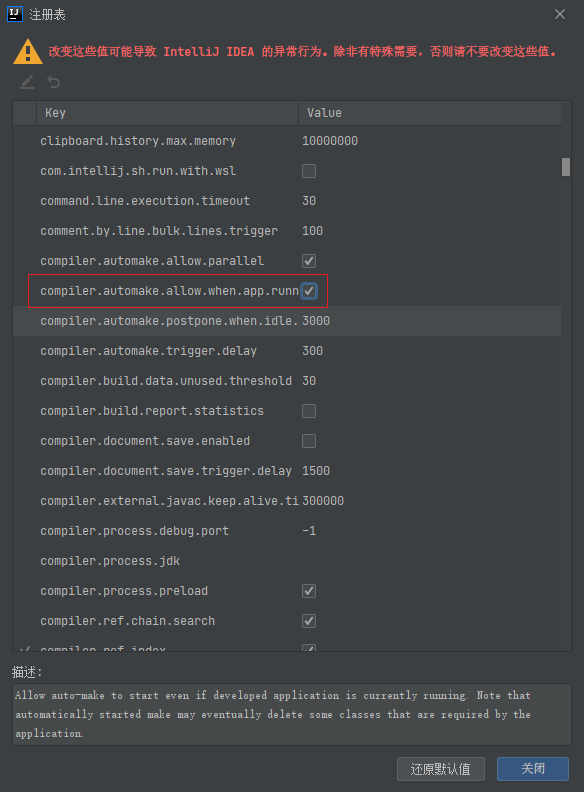 IJ 注册表
改变这些值可能导致 IntelliJ IDEA 的异常行为。除非有特殊需要，否则请不要改变这些值。
Key Value
clipboard.history.max.memory 10000000
com.intellij.sh.run.with.wsl
command.line.execution.timeout 30
comment.by.line.bulk.lines.trigger 100
compiler.automake.allow.parallel
compiler.automake.allow.when.app.runn
compiler.automake.postpone.when.idle. 3000
compiler.automake.trigger.delay 300
compiler.build.data.unused.threshold 30
compiler.build.report.statistics
compiler.document.save.enabled
compiler.document.save.trigger.delay 1500
compiler.external.javac.keep.alive.ti 300000
compiler.process.debug.port -1
compiler.process.jdk
compiler.process.preload
compiler.ref.chain.search
compiler.ref.index
描述：
Allow auto-make to start even if developed application is currently running. Note that
automatically started make may eventually delete some classes that are required by the
application.
还原默认值 关闭